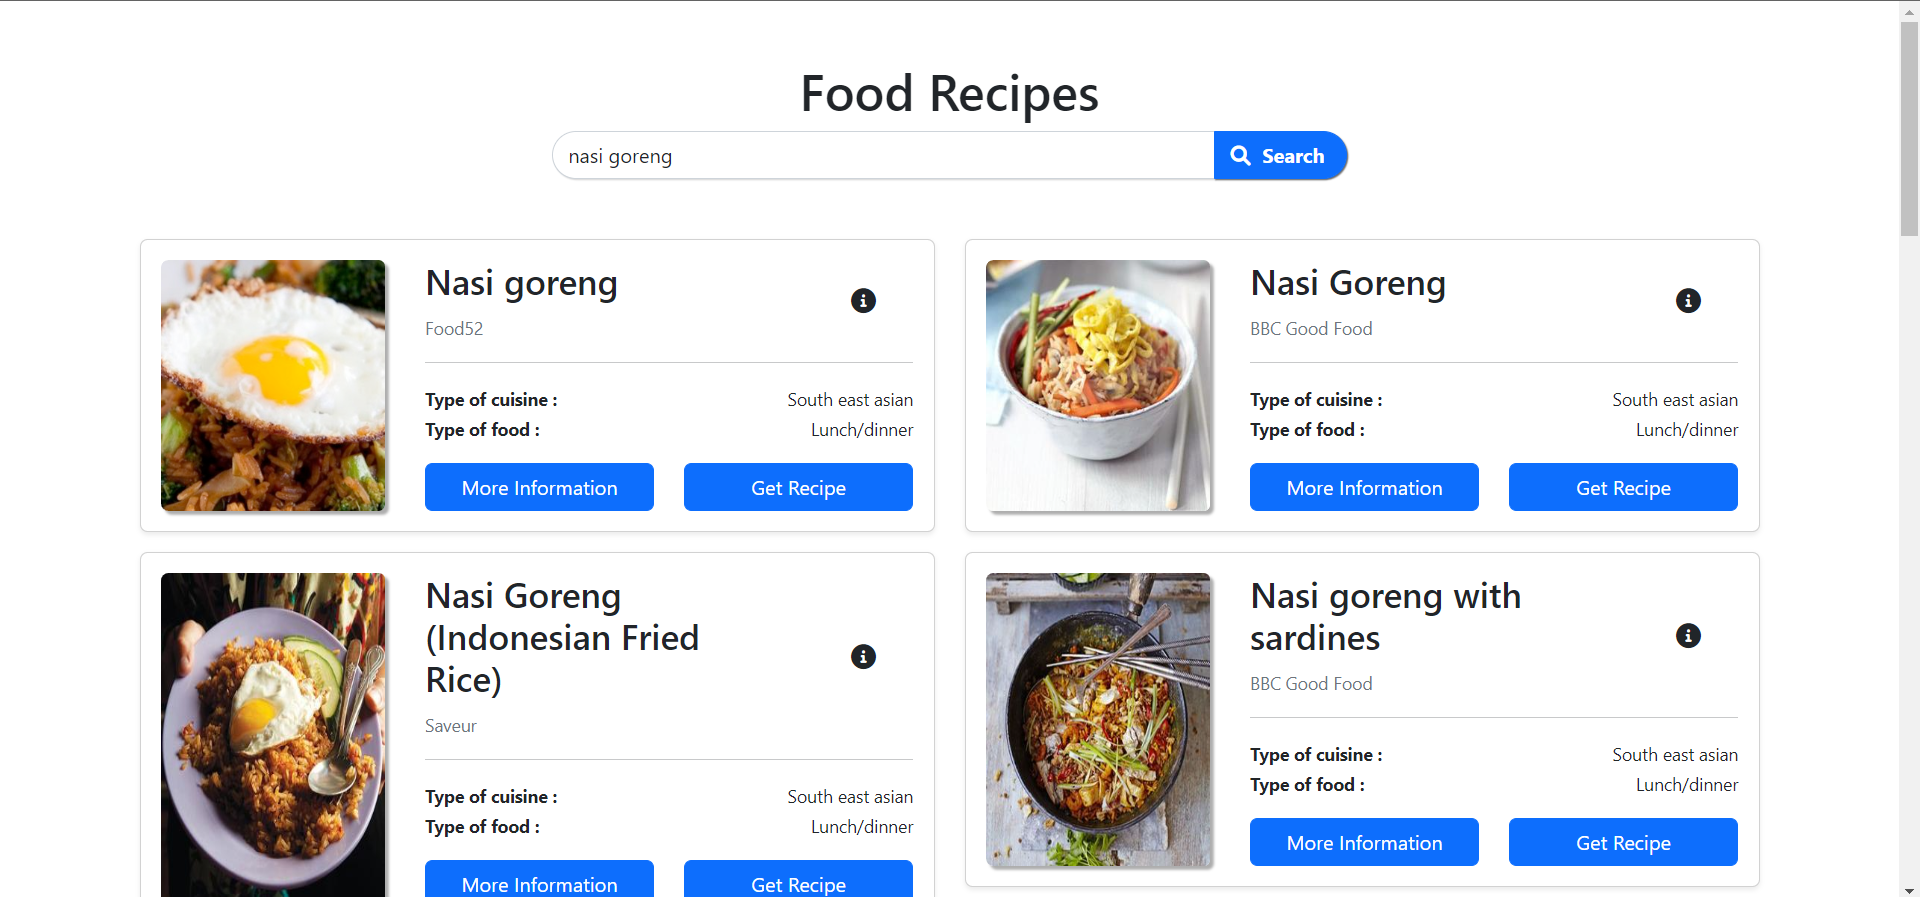 Food Recipes
nasi goreng
Search
Nasi goreng
Food52
Type of cuisine : South east asian
Type of food : Lunch/dinner
More Information Get Recipe
Nasi Goreng
BBC Good Food
Type of cuisine : South east asian
Type of food : Lunch/dinner
More Information Get Recipe
Nasi Goreng
(Indonesian Fried
Rice)
Saveur
Type of cuisine : South east asian
Type of food : Lunch/dinner
More Information Get Recipe
Nasi goreng with
sardines
BBC Good Food
Type of cuisine : South east asian
Type of food : Lunch/dinner
More Information Get Recipe